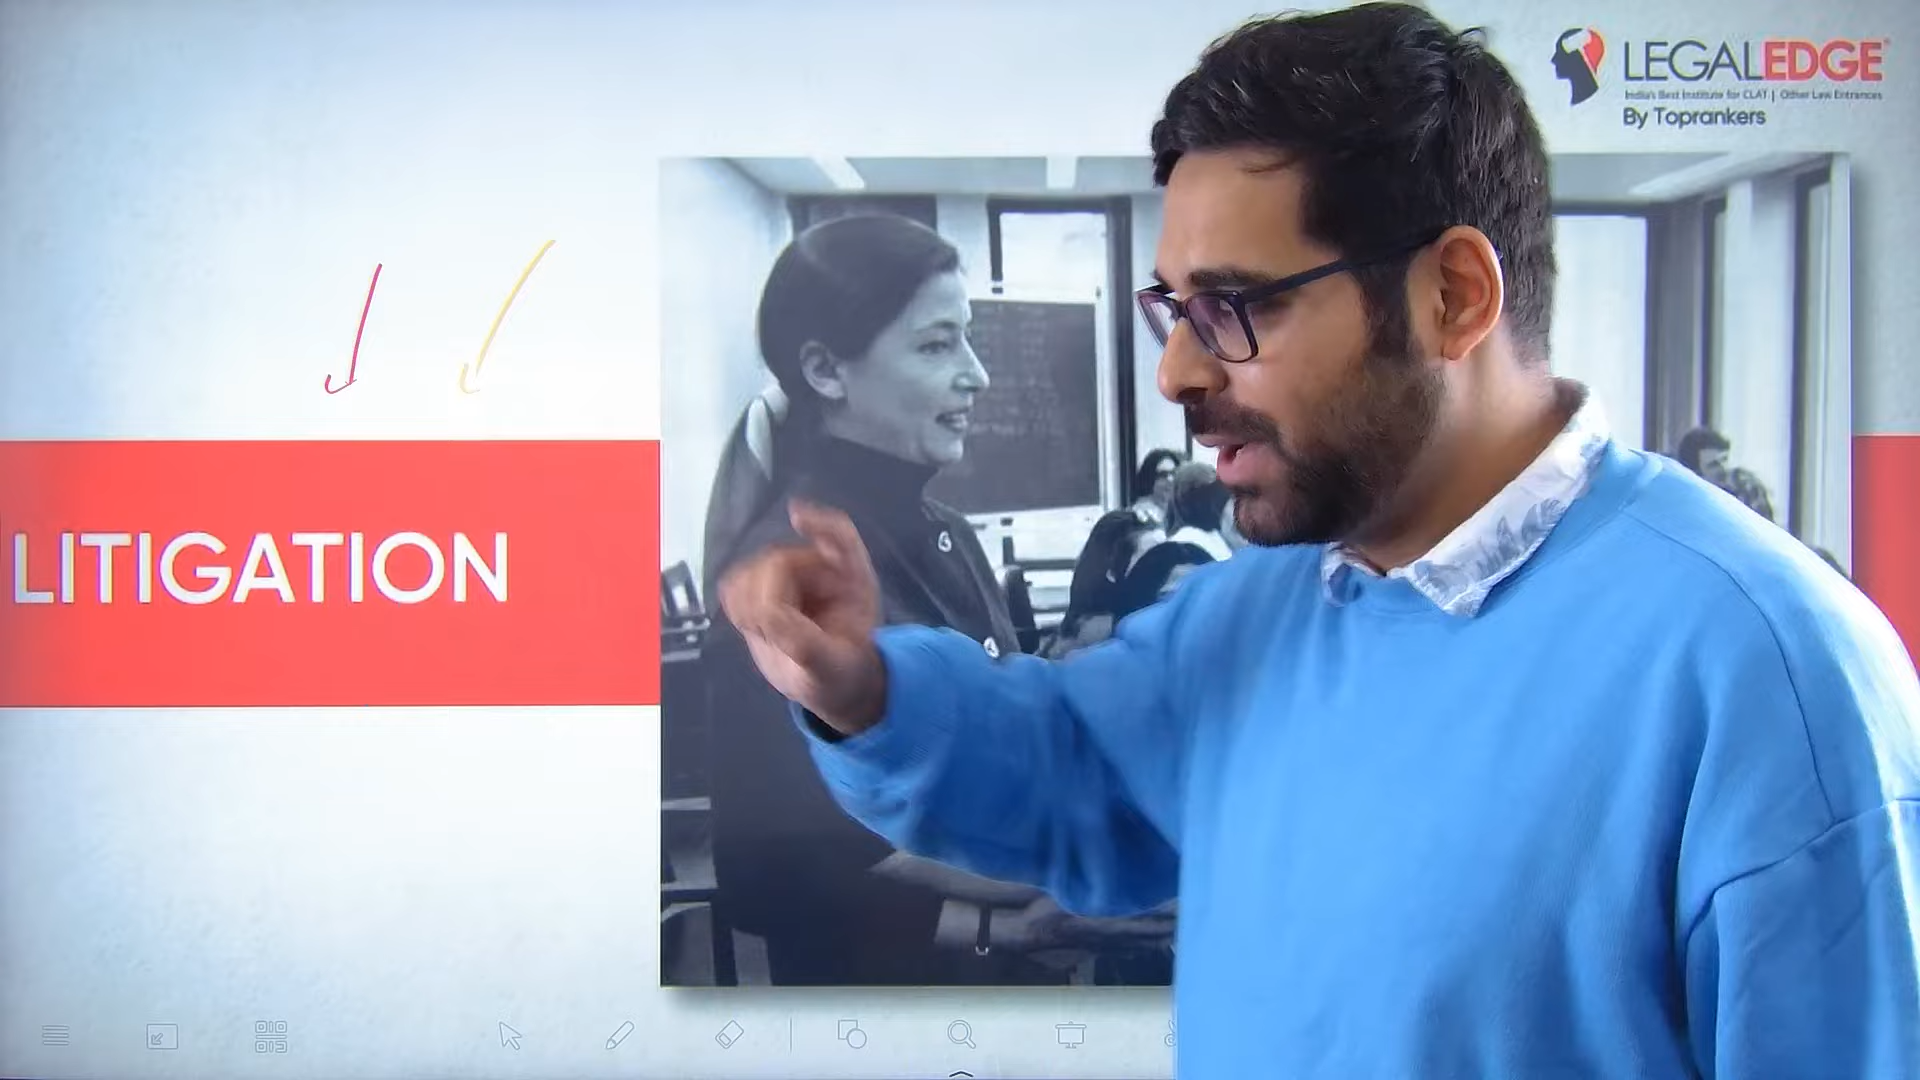 LEGALEDGE
India's Best Institute for CLAT | Other Law Entrances
By Toprankers
LITIGATION